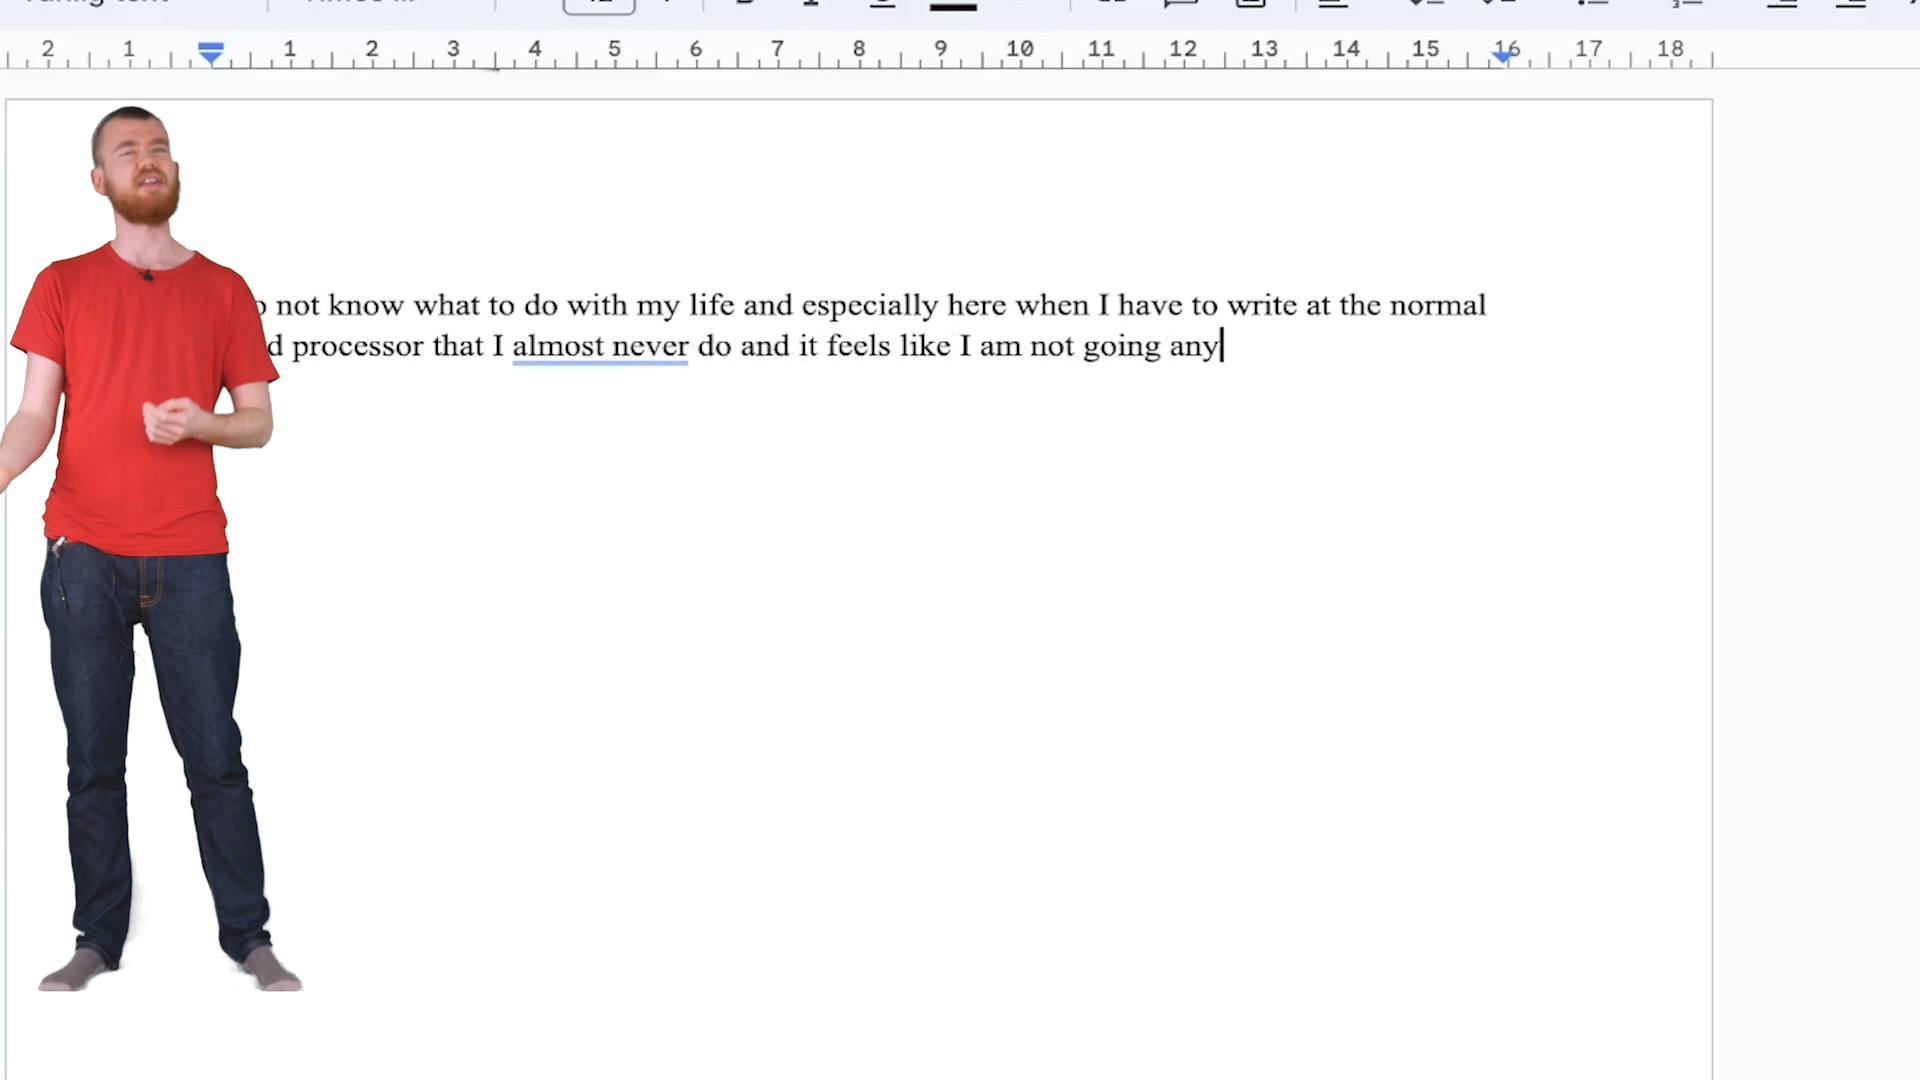 2 1 1 2 3 4 5 6 7 8 9 10 11 12 13 14 15 16 17 18
not know what to do with my life and especially here when I have to write at the normal
processor that I almost never do and it feels like I am not going any